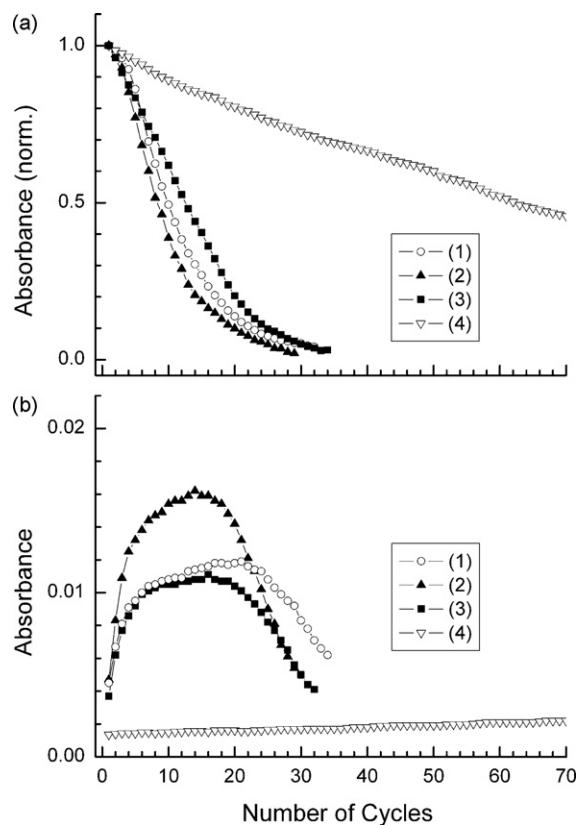 (a)
1.0
0.5
0.0
Absorbance (norm.)
(1)
(2)
(3)
(4)
(b)
0.02
0.01
0.00
Absorbance
(1)
(2)
(3)
(4)
0 10 20 30 40 50 60 70
Number of Cycles